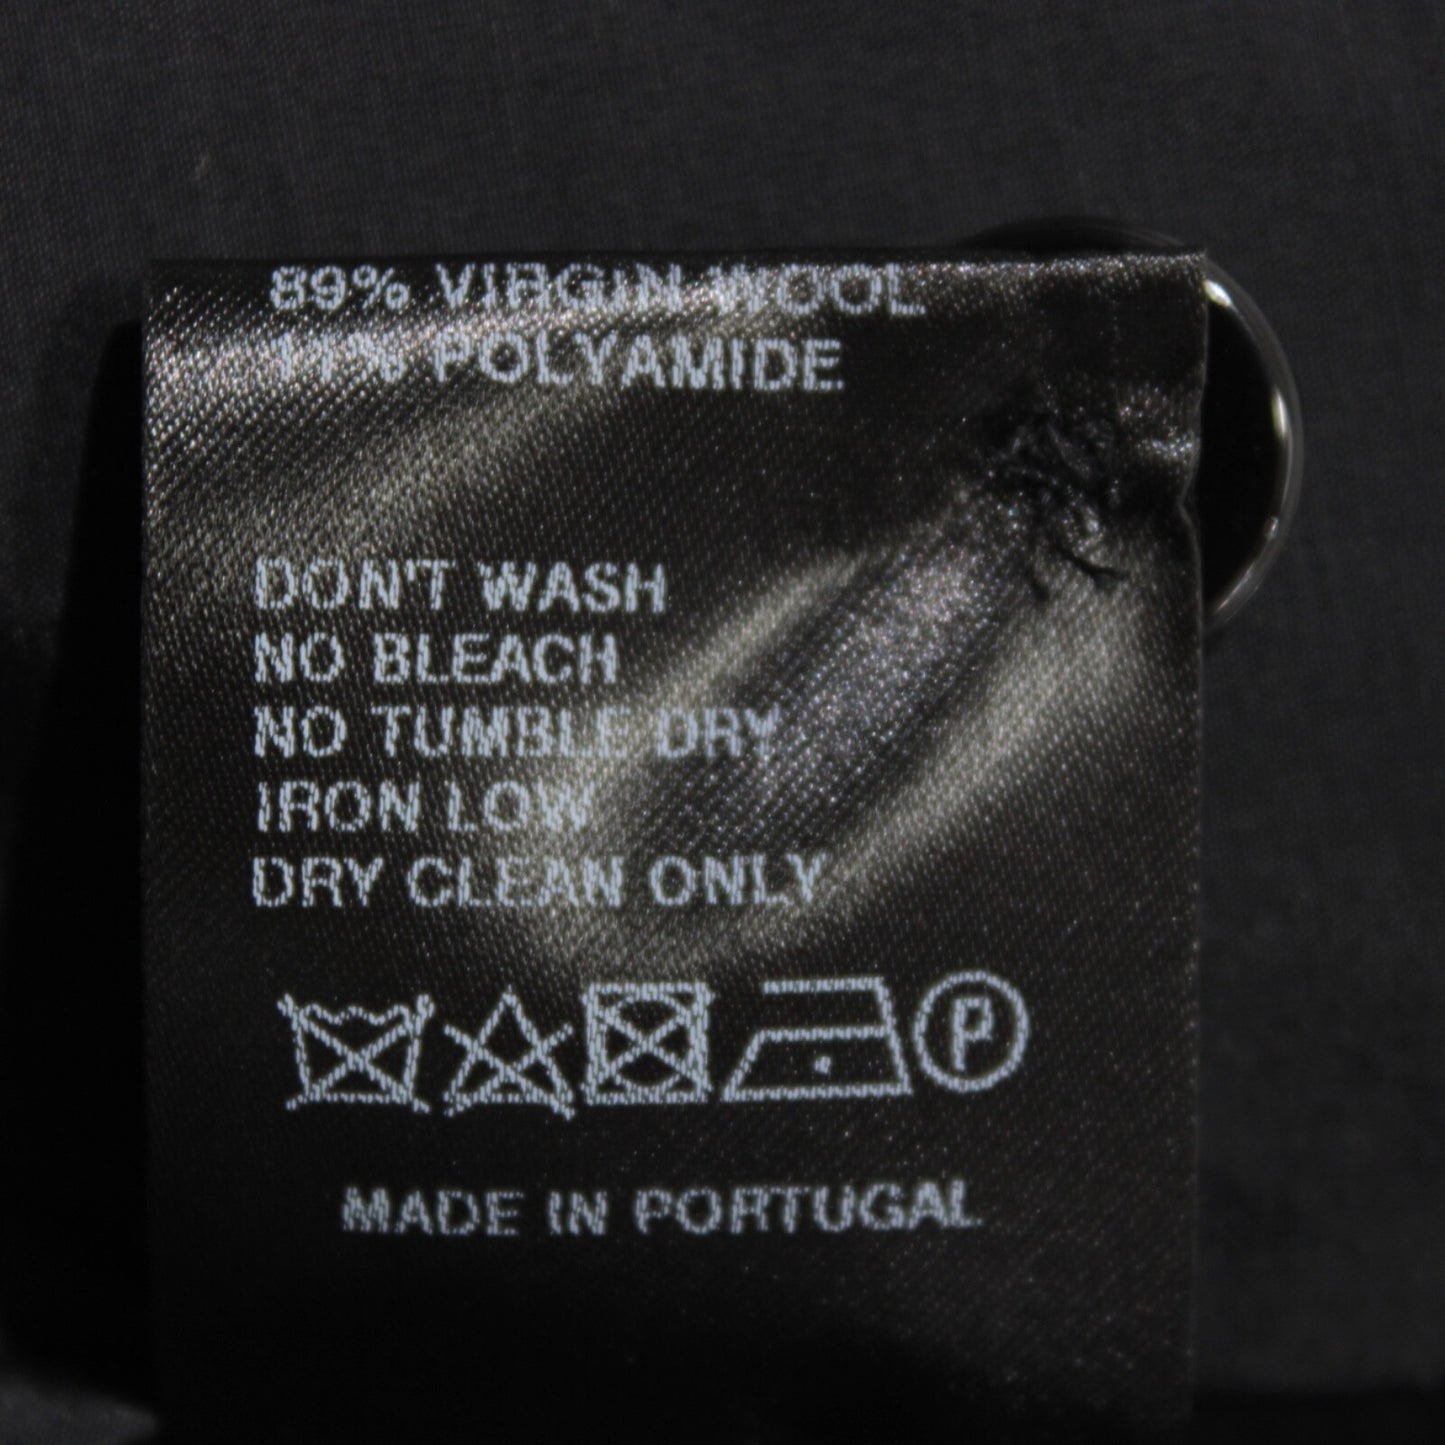 89% VIRGIN WOOL
11% POLYAMIDE
DON'T WASH
NO BLEACH
NO TUMBLE DRY
IRON LOW
DRY CLEAN ONLY
P
MADE IN PORTUGAL